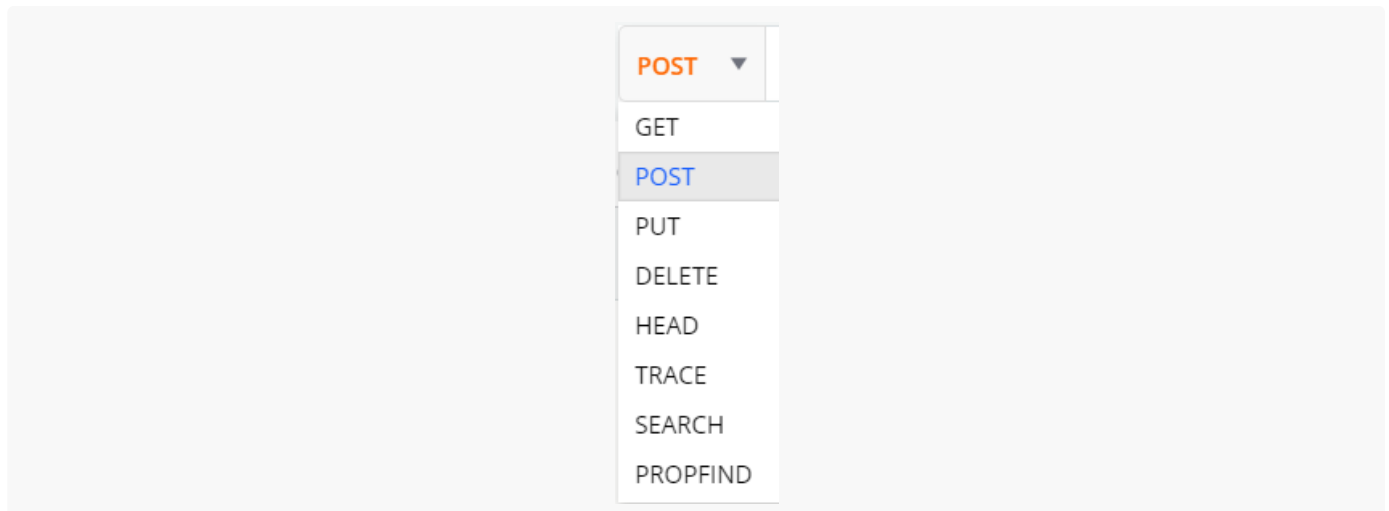 POST
GET
POST
PUT
DELETE
HEAD
TRACE
SEARCH
PROPFIND